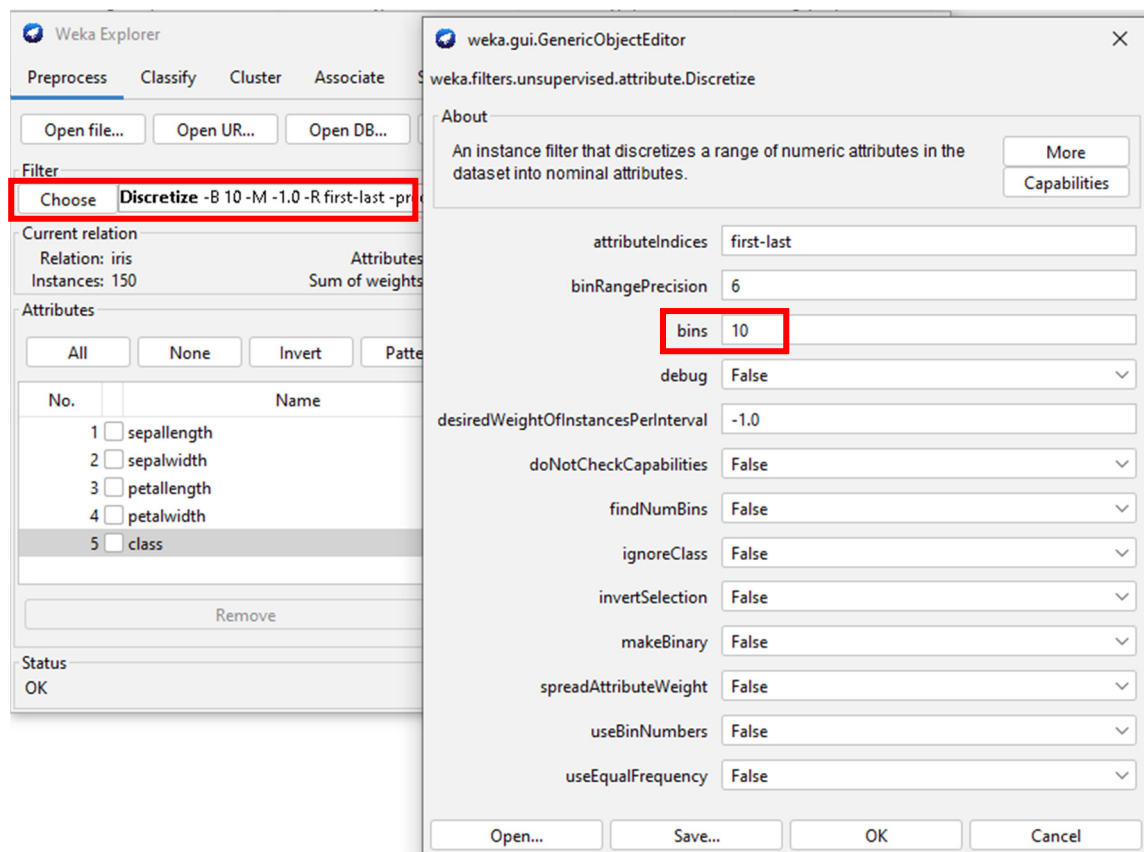 Weka Explorer
Preprocess Classify Cluster Associate
Open file... Open UR... Open DB...
Filter
Choose Discretize -B 10 -M -1.0 -R first-last
Current relation
Relation: iris Attributes
Instances: 150 Sum of weights
Attributes
All None Invert Patte
No. Name
1 sepallength
2 sepalwidth
3 petallength
4 petalwidth
5 class
Remove
Status
OK
weka.gui.GenericObjectEditor
weka.filters.unsupervised.attribute.Discretize
About
An instance filter that discretizes a range of numeric attributes in the
dataset into nominal attributes.
More
Capabilities
attributeIndices first-last
binRangePrecision 6
bins 10
debug False
desiredWeightOfInstancesPerInterval -1.0
doNotCheckCapabilities False
findNumBins False
ignoreClass False
invertSelection False
makeBinary False
spreadAttributeWeight False
useBinNumbers False
useEqualFrequency False
Open... Save... OK Cancel